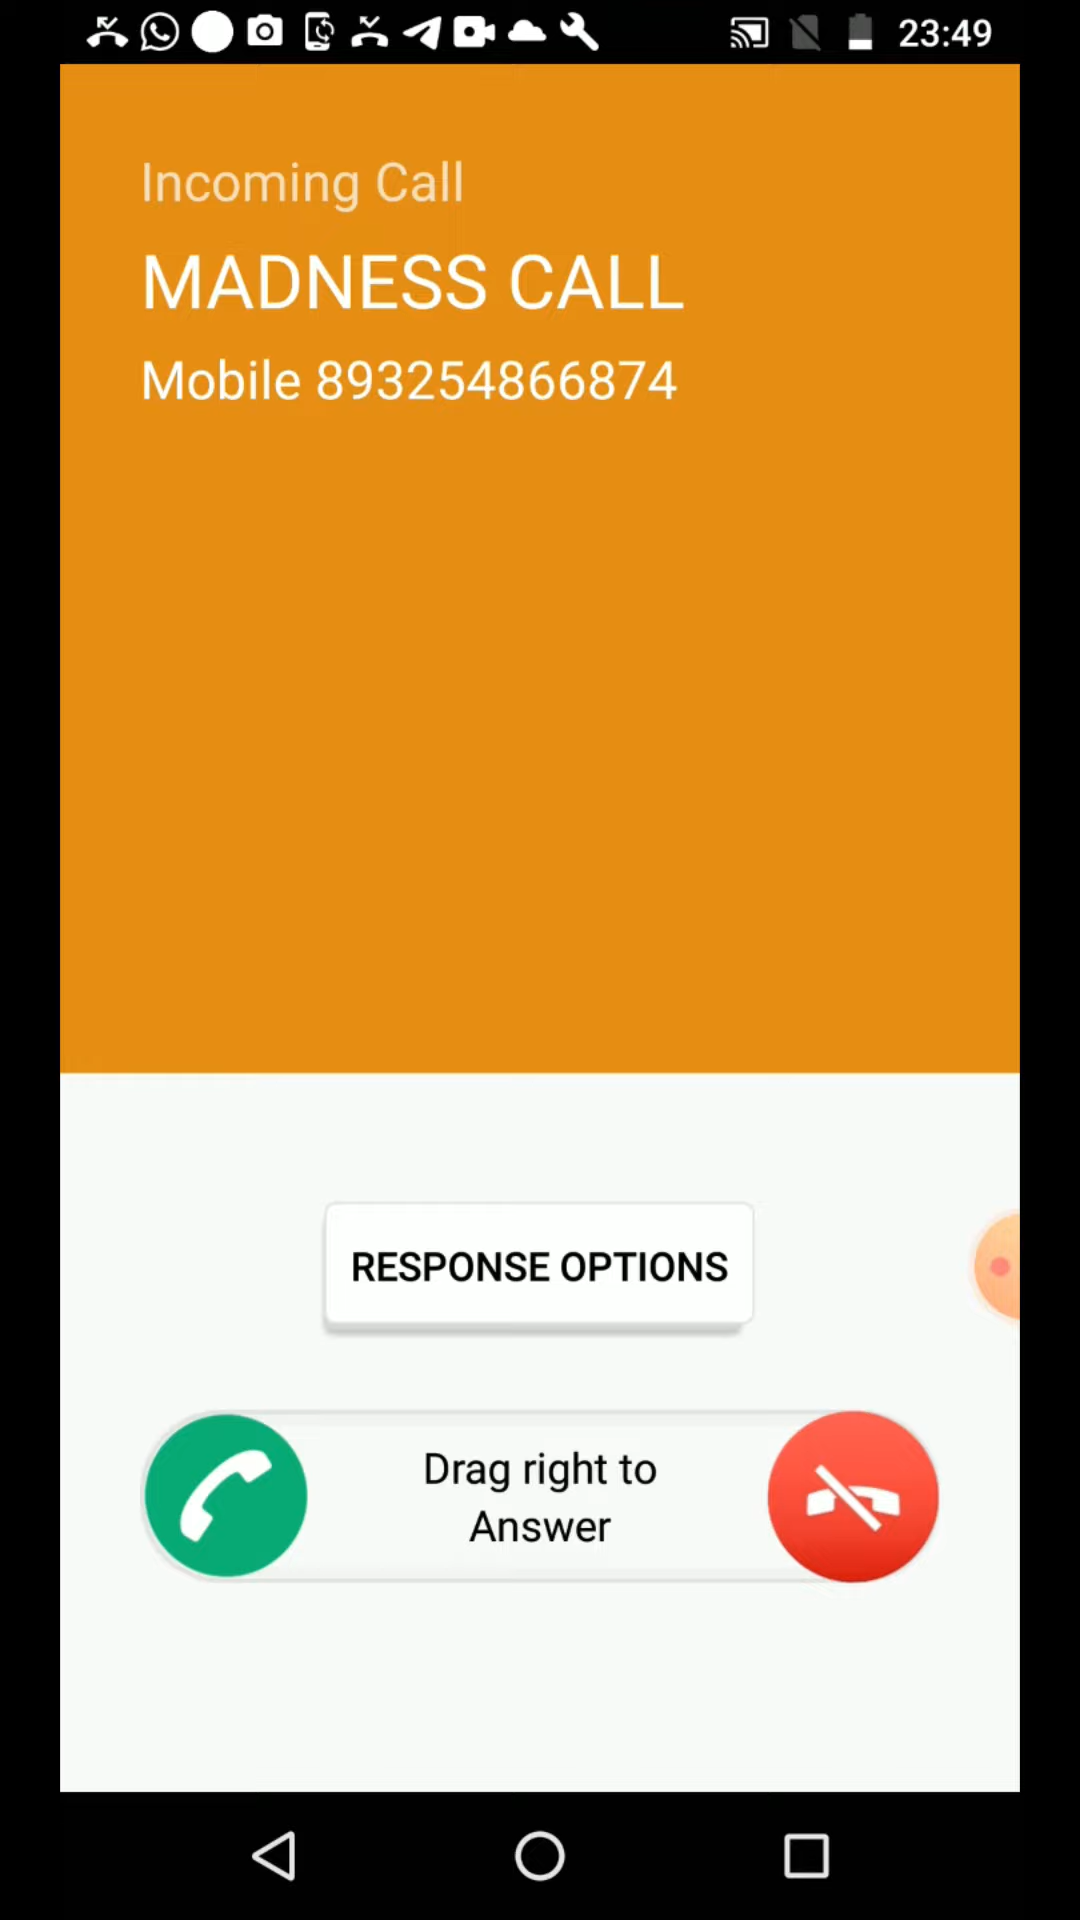 23:49
Incoming Call
MADNESS CALL
Mobile 893254866874
RESPONSE OPTIONS
Drag right to
Answer